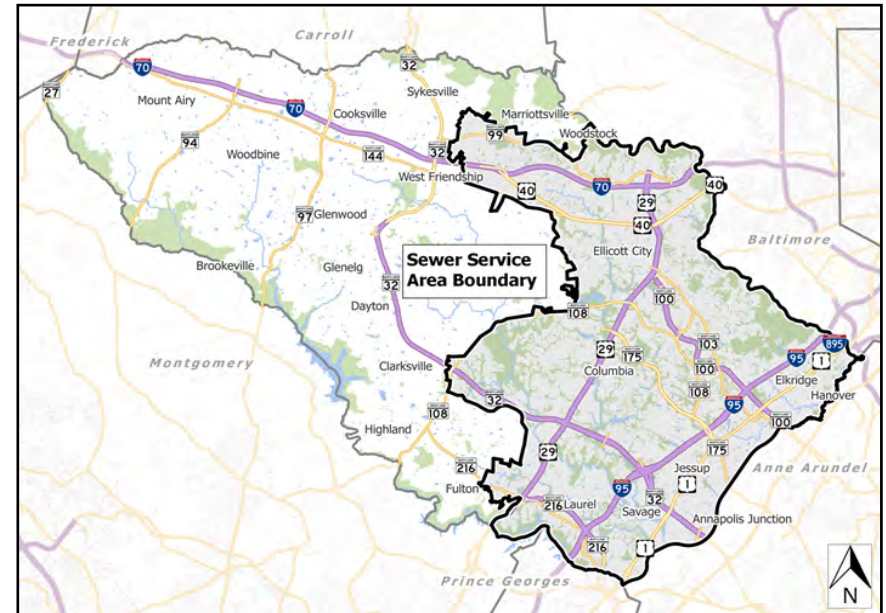 Frederick
Carroll
27
70
Mount Airy
32
Sykesville
70
Cooksville
Marriottsville
94
99
Woodstock
Woodbine
144
32
West Friendship
40
70
40
29
97
Glenwood
40
Ellicott City
Baltimore
Brookeville
Glenelg
Sewer Service
Area Boundary
32
Dayton
108
100
Montgomery
29
175
103
95
895
1
Clarksville
Columbia
100
Elkridge
32
108
95
Hanover
108
100
Highland
29
175
216
Jessup
Anne Arundel
Fulton
95
1
32
216
Laurel
Savage
Annapolis Junction
216
1
Prince Georges
N